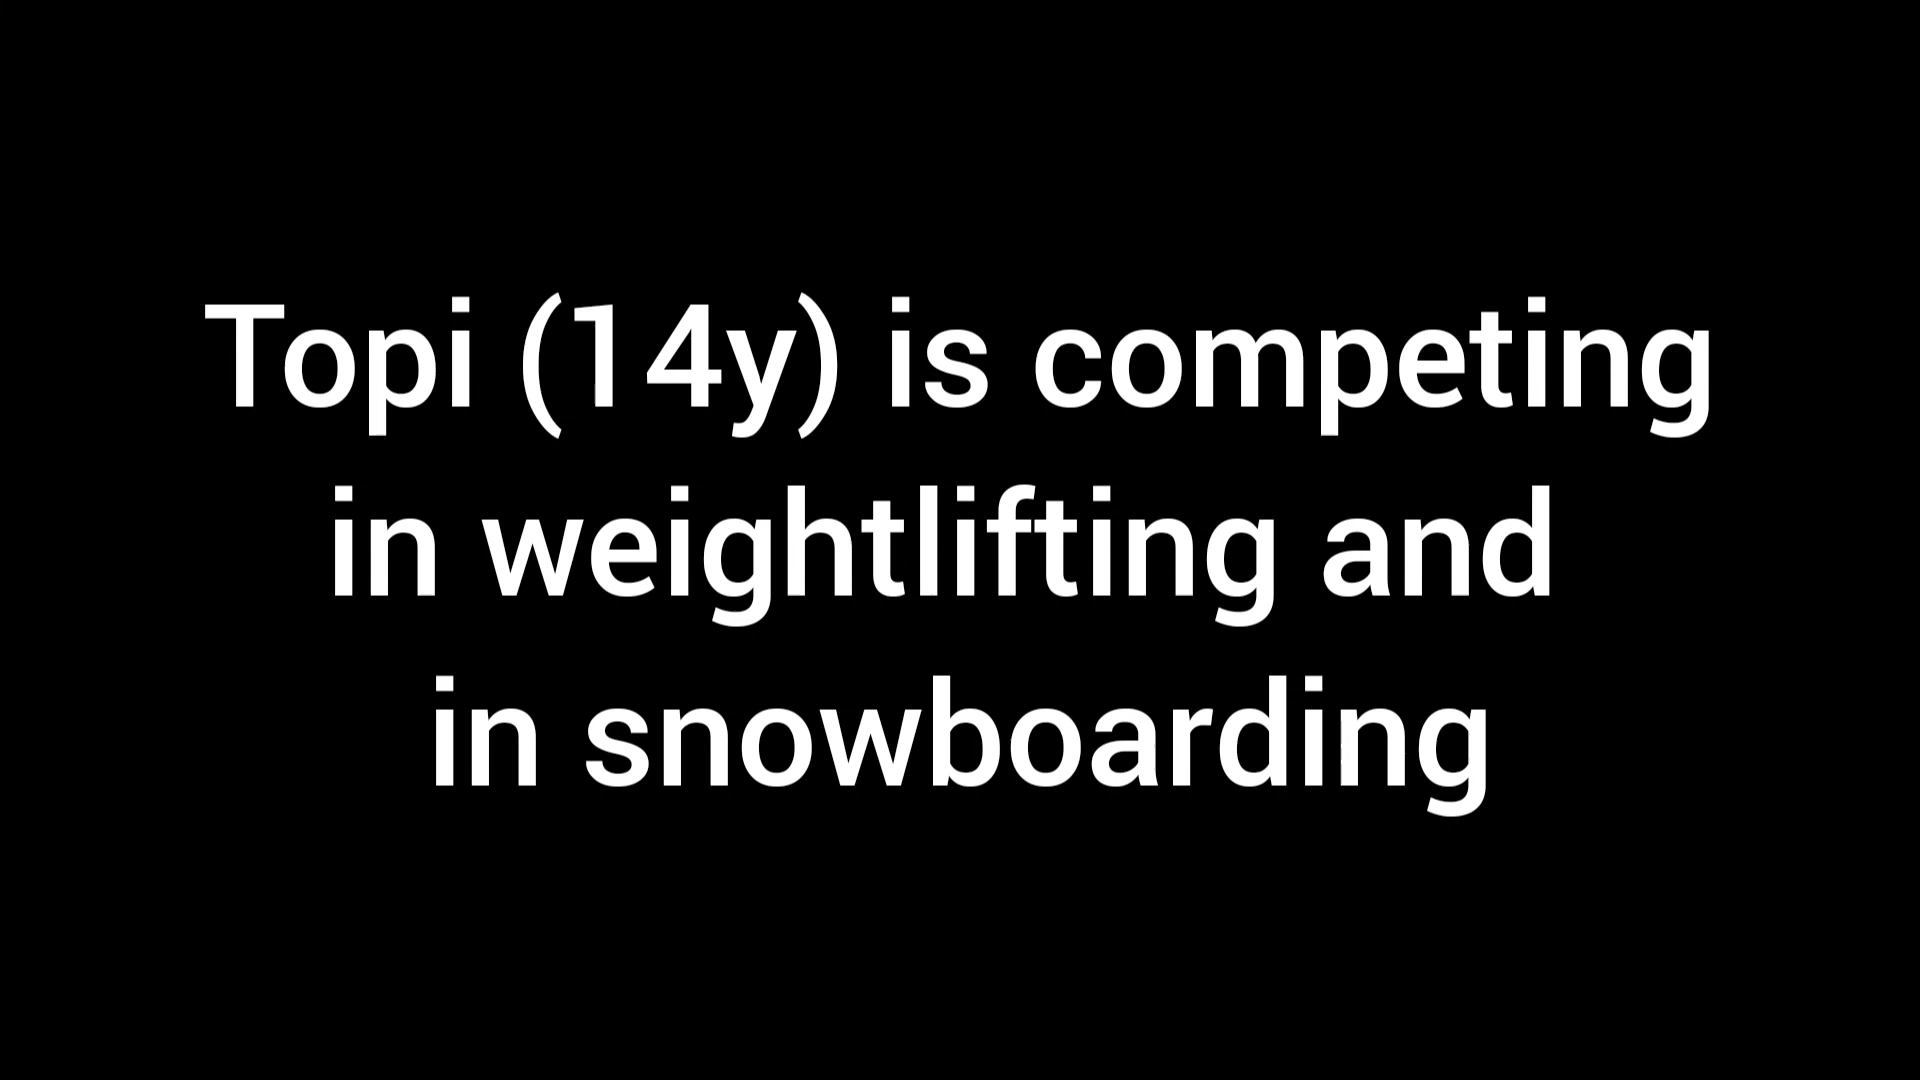 Topi (14y) is competing
in weightlifting and
in snowboarding